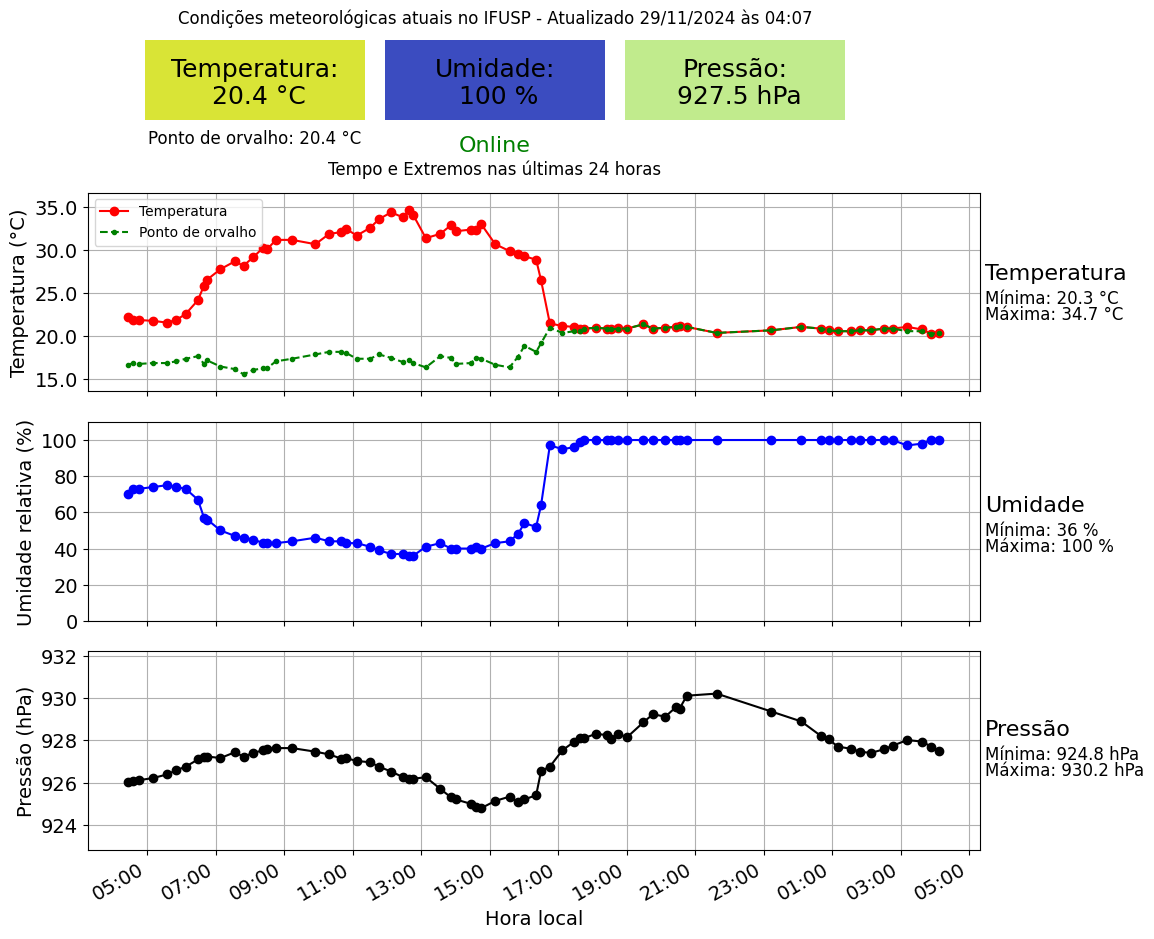 Condições meteorológicas atuais no IFUSP - Atualizado 29/11/2024 às 04:07
Temperatura:
20.4 °C
Umidade:
100 %
Pressão:
927.5 hPa
Ponto de orvalho: 20.4 °C
Online
Tempo e Extremos nas últimas 24 horas
Temperatura (°C)
35.0
30.0
25.0
20.0
15.0
Temperatura
Ponto de orvalho
Temperatura
Mínima: 20.3 °C
Máxima: 34.7 °C
Umidade relativa (%)
100
80
60
40
20
0
Umidade
Mínima: 36 %
Máxima: 100 %
Pressão (hPa)
932
930
928
926
924
Pressão
Mínima: 924.8 hPa
Máxima: 930.2 hPa
05:00 07:00 09:00 11:00 13:00 15:00 17:00 19:00 21:00 23:00 01:00 03:00 05:00
Hora local